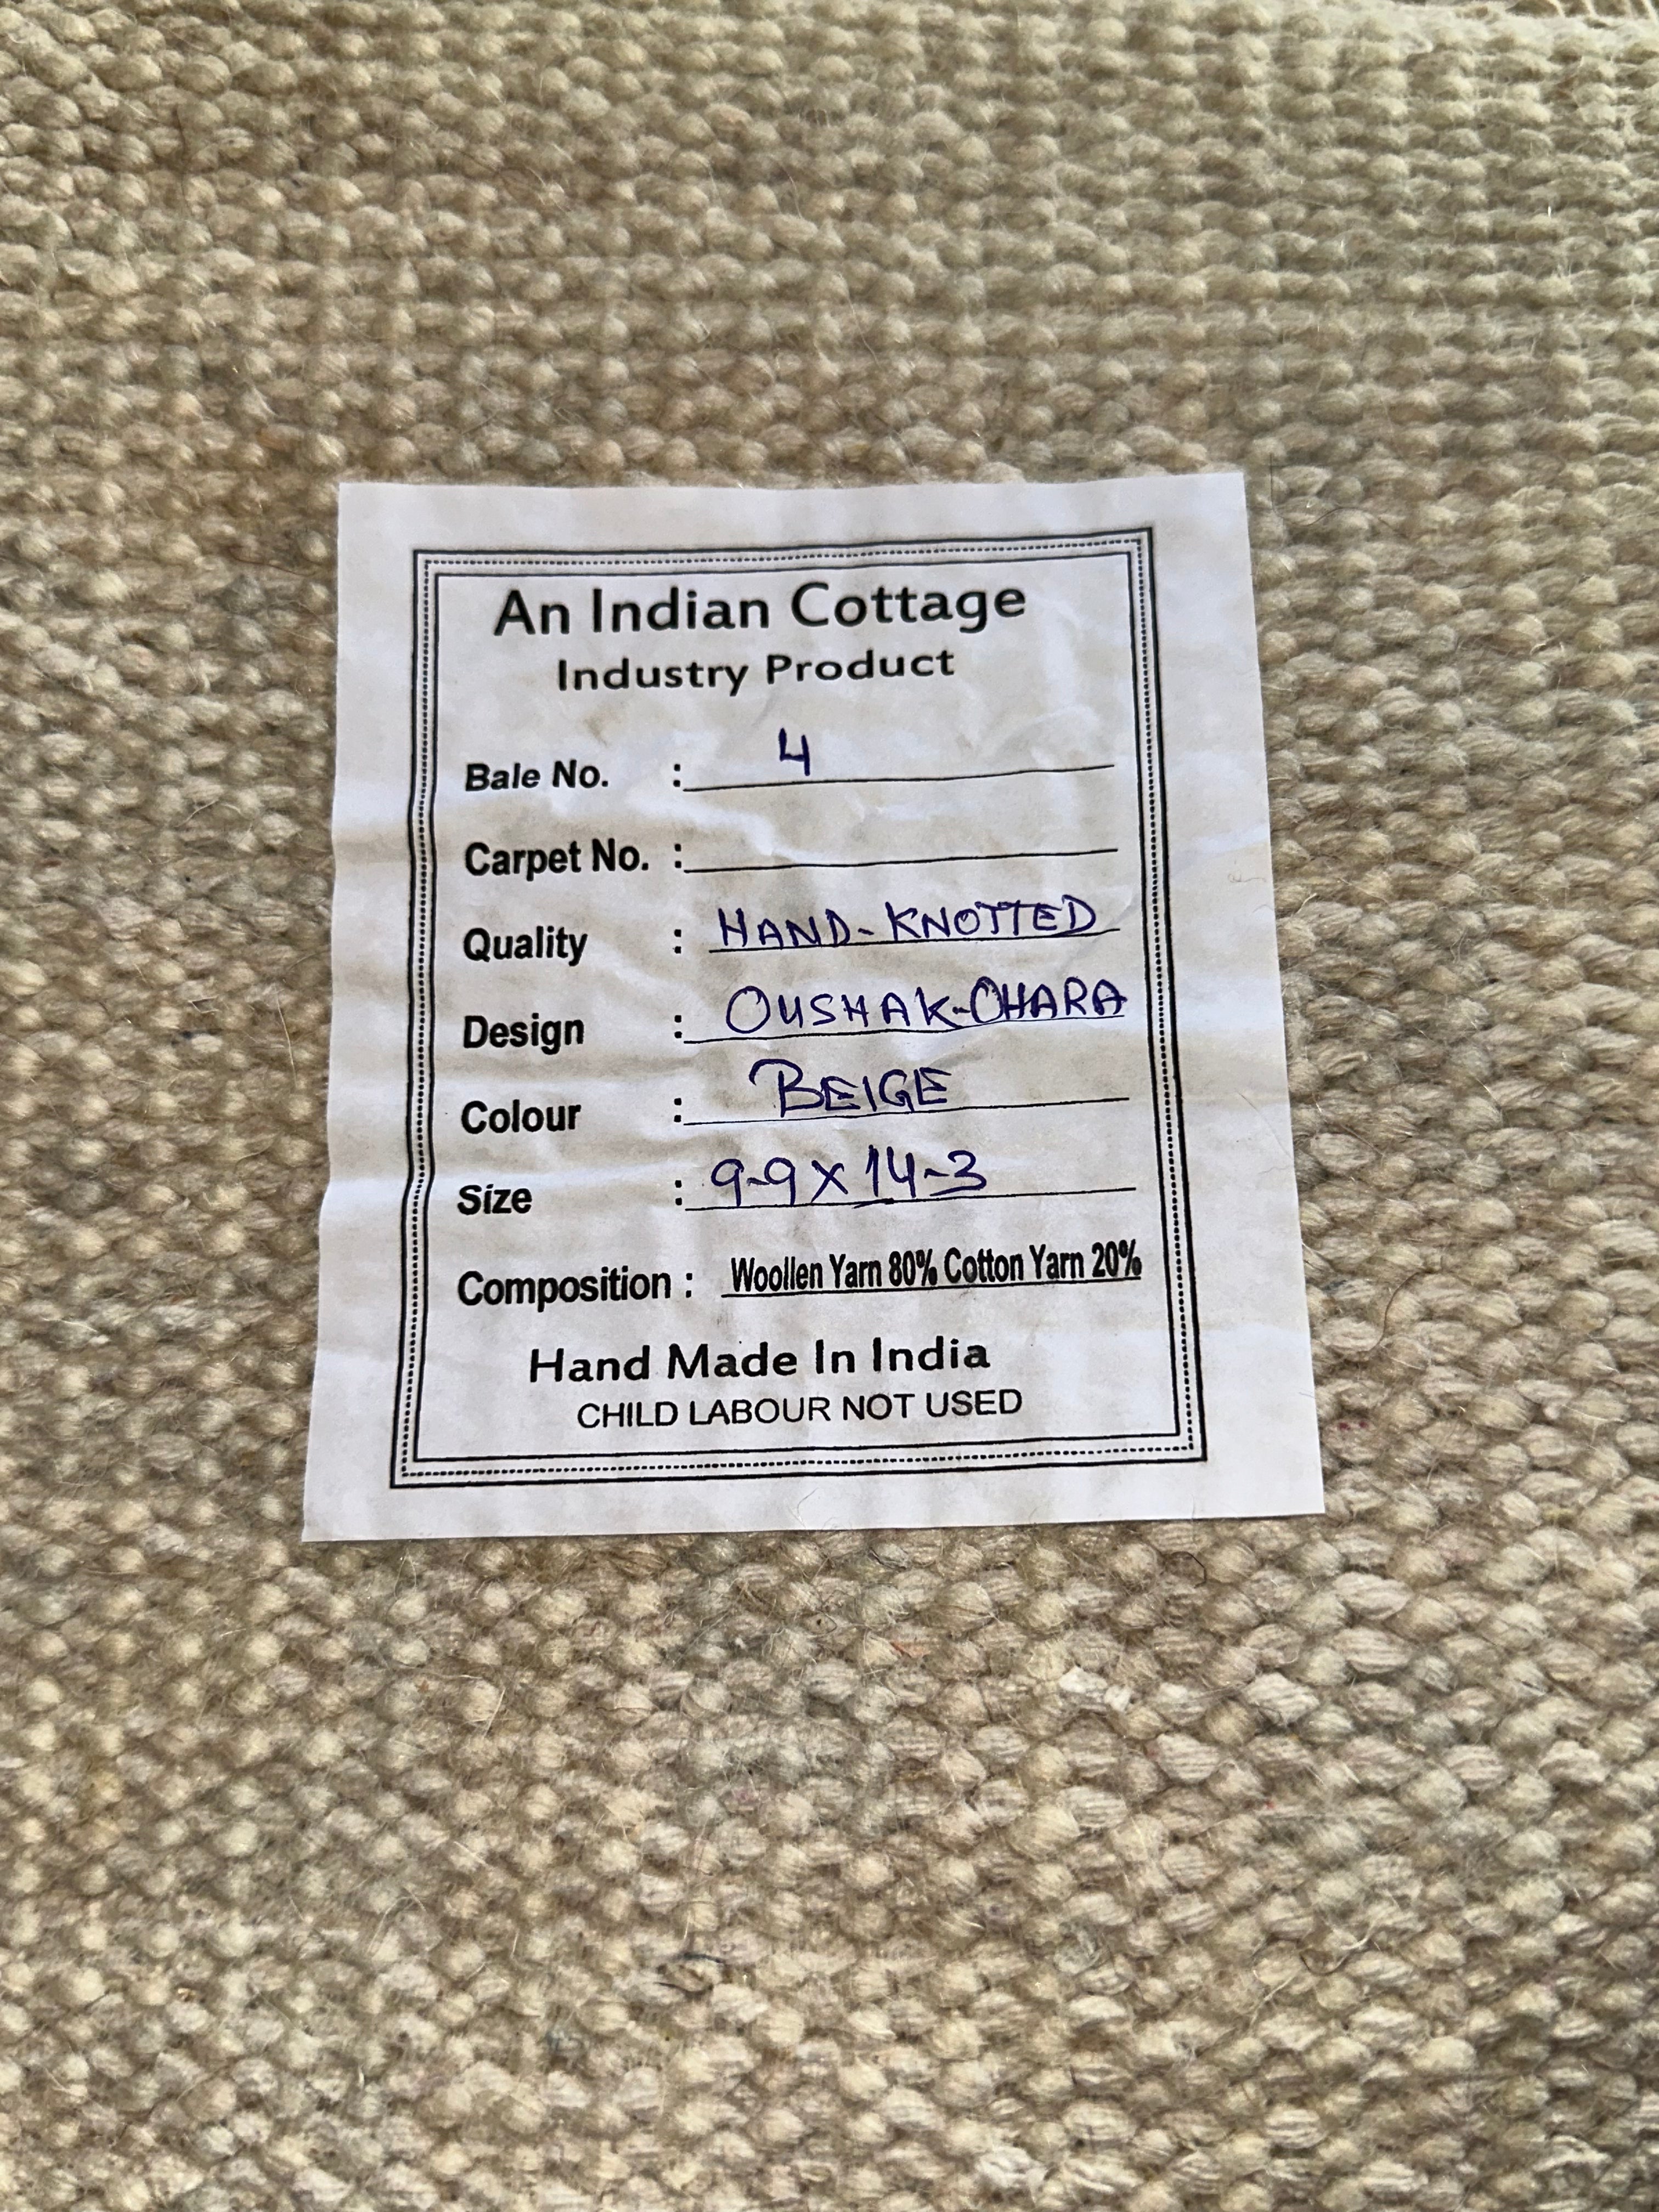 An Indian Cottage
Industry Product
Bale No. : 4
Carpet No. :
Quality : HAND-KNOTTED
Design : OUSHAK-OHARA
Colour : BEIGE
Size : 9-9 x 14-3
Composition : Woollen Yarn 80% Cotton Yarn 20%
Hand Made In India
CHILD LABOUR NOT USED